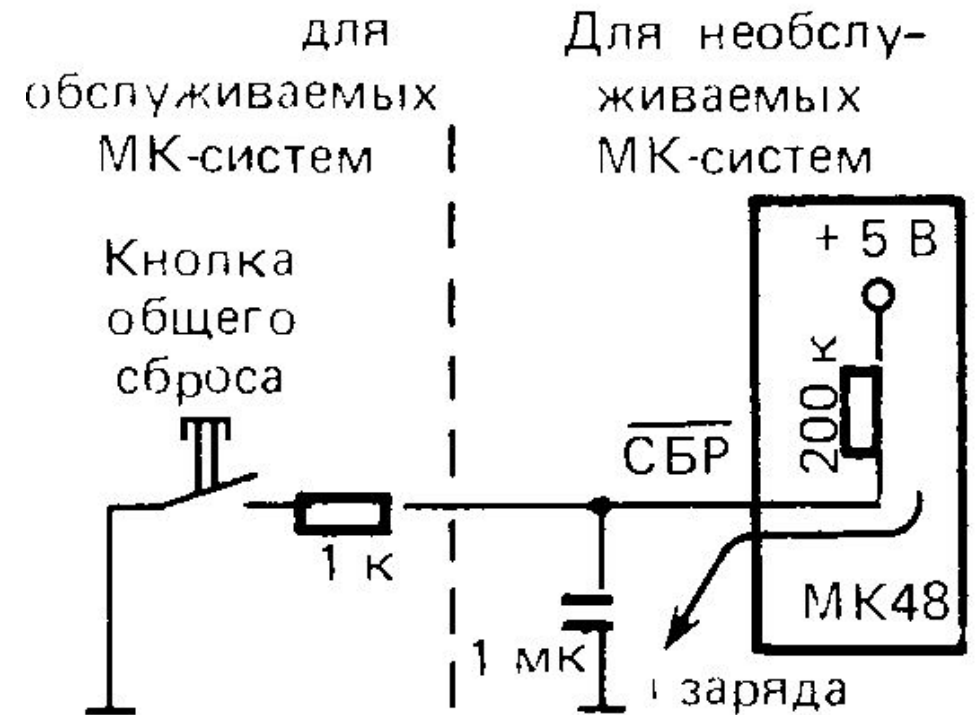 для
обслуживаемых
МК-систем
Для необслу-
живаемых
МК-систем
Кнопка
общего
сброса
+ 5 В
200 к
СБР
1 к
1 мк
МК48
i заряда